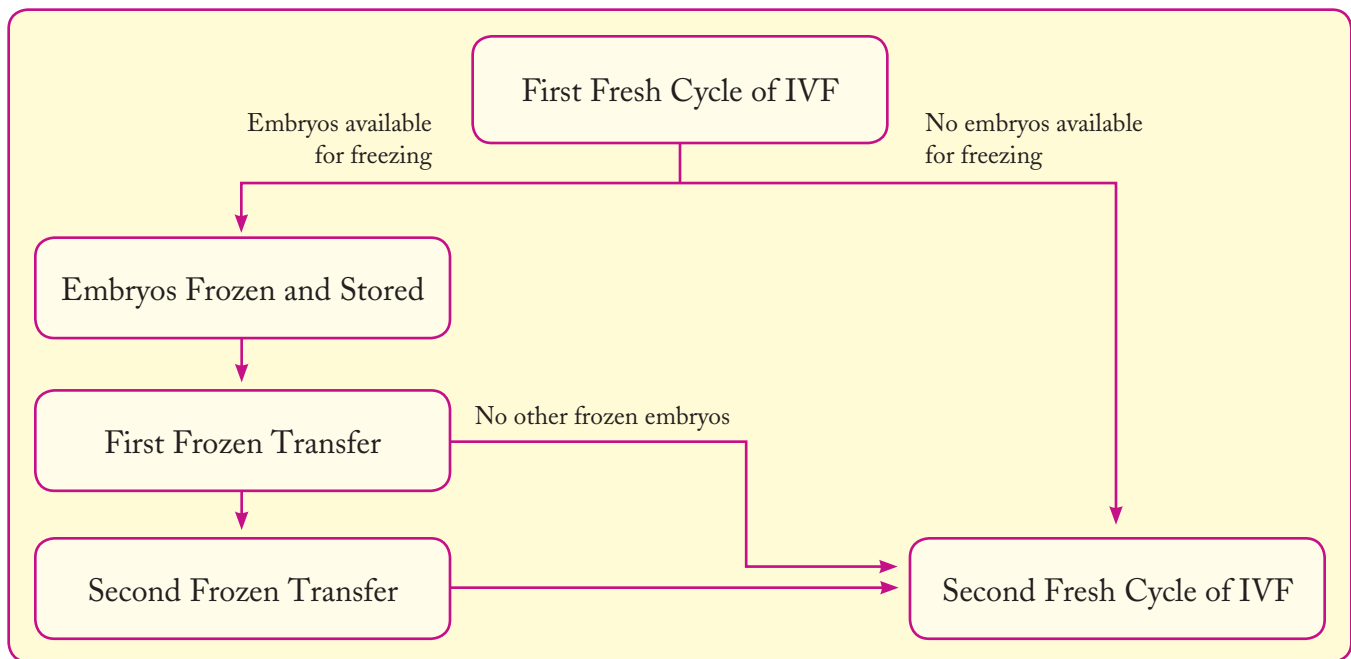 First Fresh Cycle of IVF
Embryos available
for freezing
No embryos available
for freezing
Embryos Frozen and Stored
First Frozen Transfer
No other frozen embryos
Second Frozen Transfer
Second Fresh Cycle of IVF